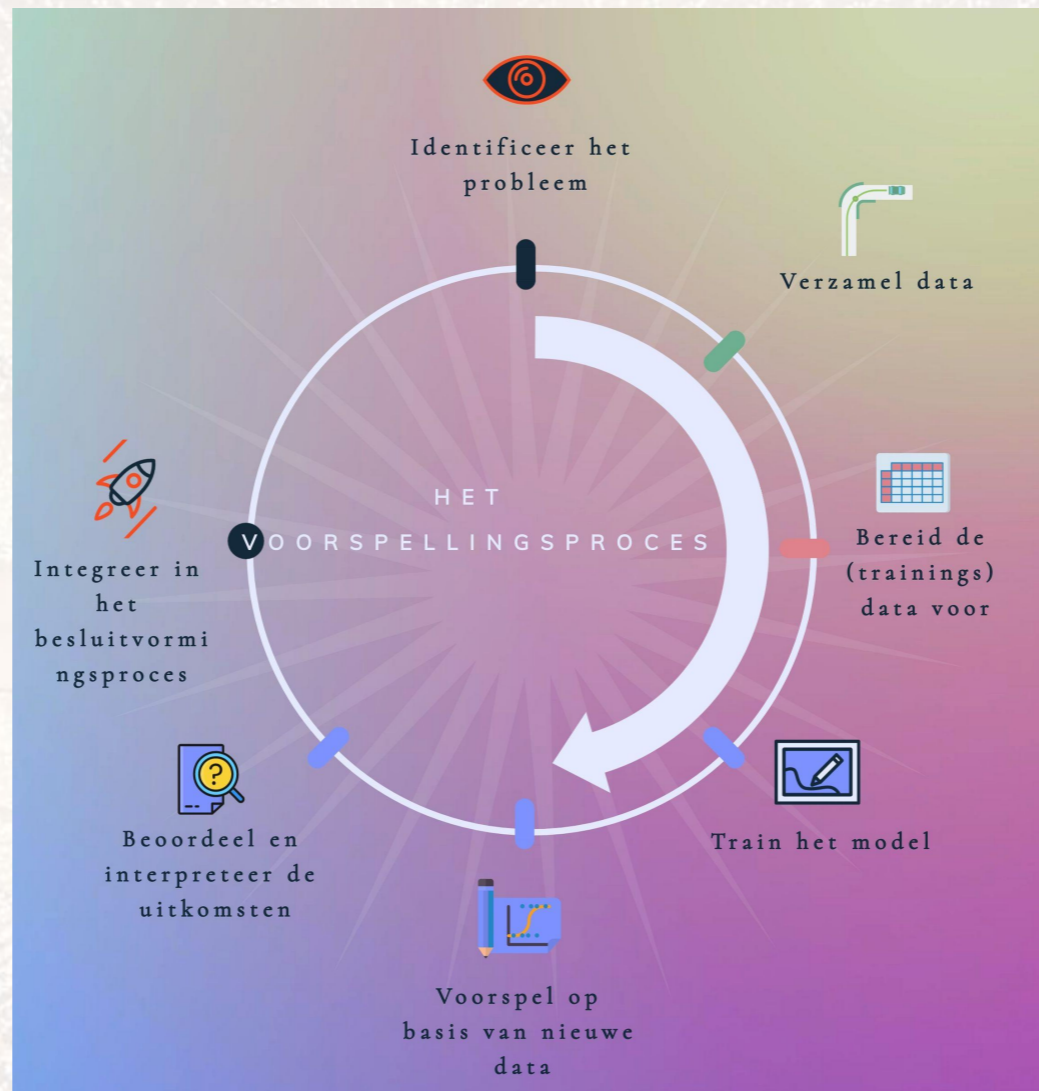 Identificeer het
probleem
Verzamel data
Bereid de
(trainings)
data voor
Train het model
Voorspel op
basis van nieuwe
data
Beoordeel en
interpreteer de
uitkomsten
Integreer in
het
besluitvormi
ngsproces
HET
VOORSPELLINGSPROCES
?